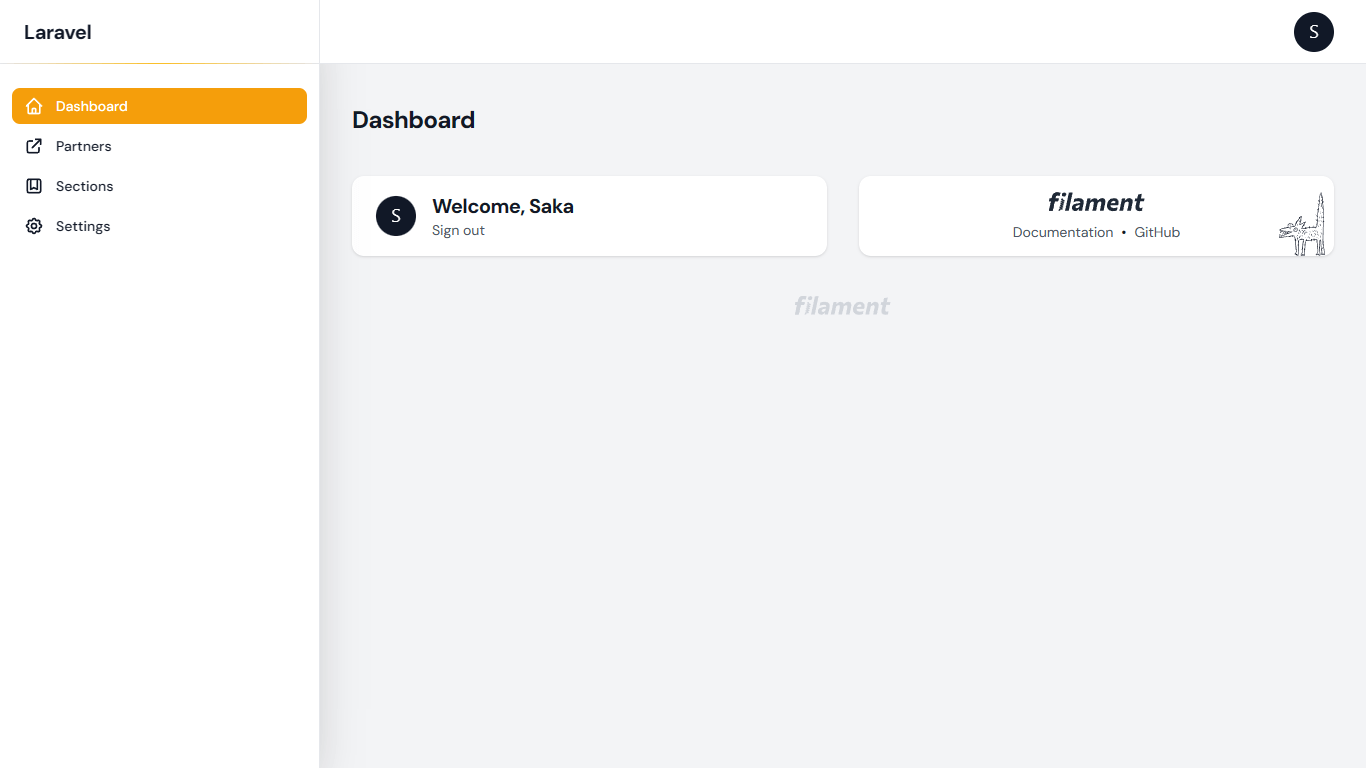 Laravel
S
Dashboard
Partners
Sections
Settings
Dashboard
S
Welcome, Saka
Sign out
filament
Documentation • GitHub
filament